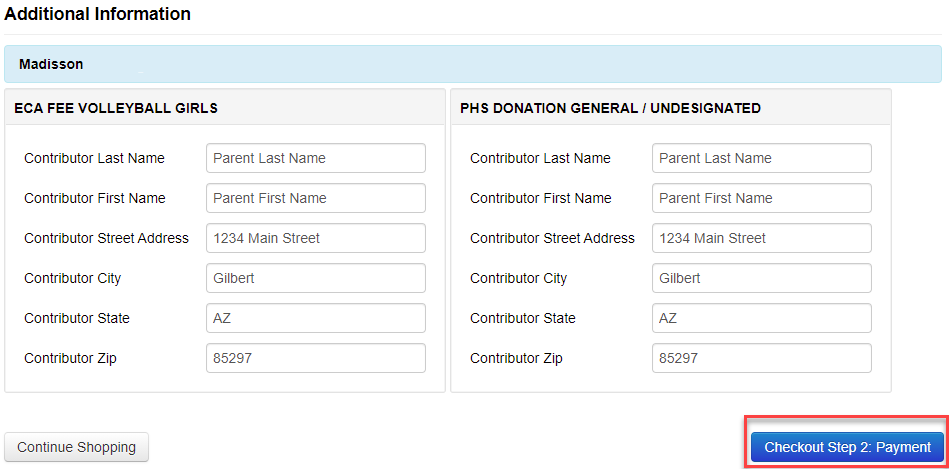 Additional Information
Madisson
ECA FEE VOLLEYBALL GIRLS
Contributor Last Name Parent Last Name
Contributor First Name Parent First Name
Contributor Street Address 1234 Main Street
Contributor City Gilbert
Contributor State AZ
Contributor Zip 85297
PHS DONATION GENERAL / UNDESIGNATED
Contributor Last Name Parent Last Name
Contributor First Name Parent First Name
Contributor Street Address 1234 Main Street
Contributor City Gilbert
Contributor State AZ
Contributor Zip 85297
Continue Shopping
Checkout Step 2: Payment